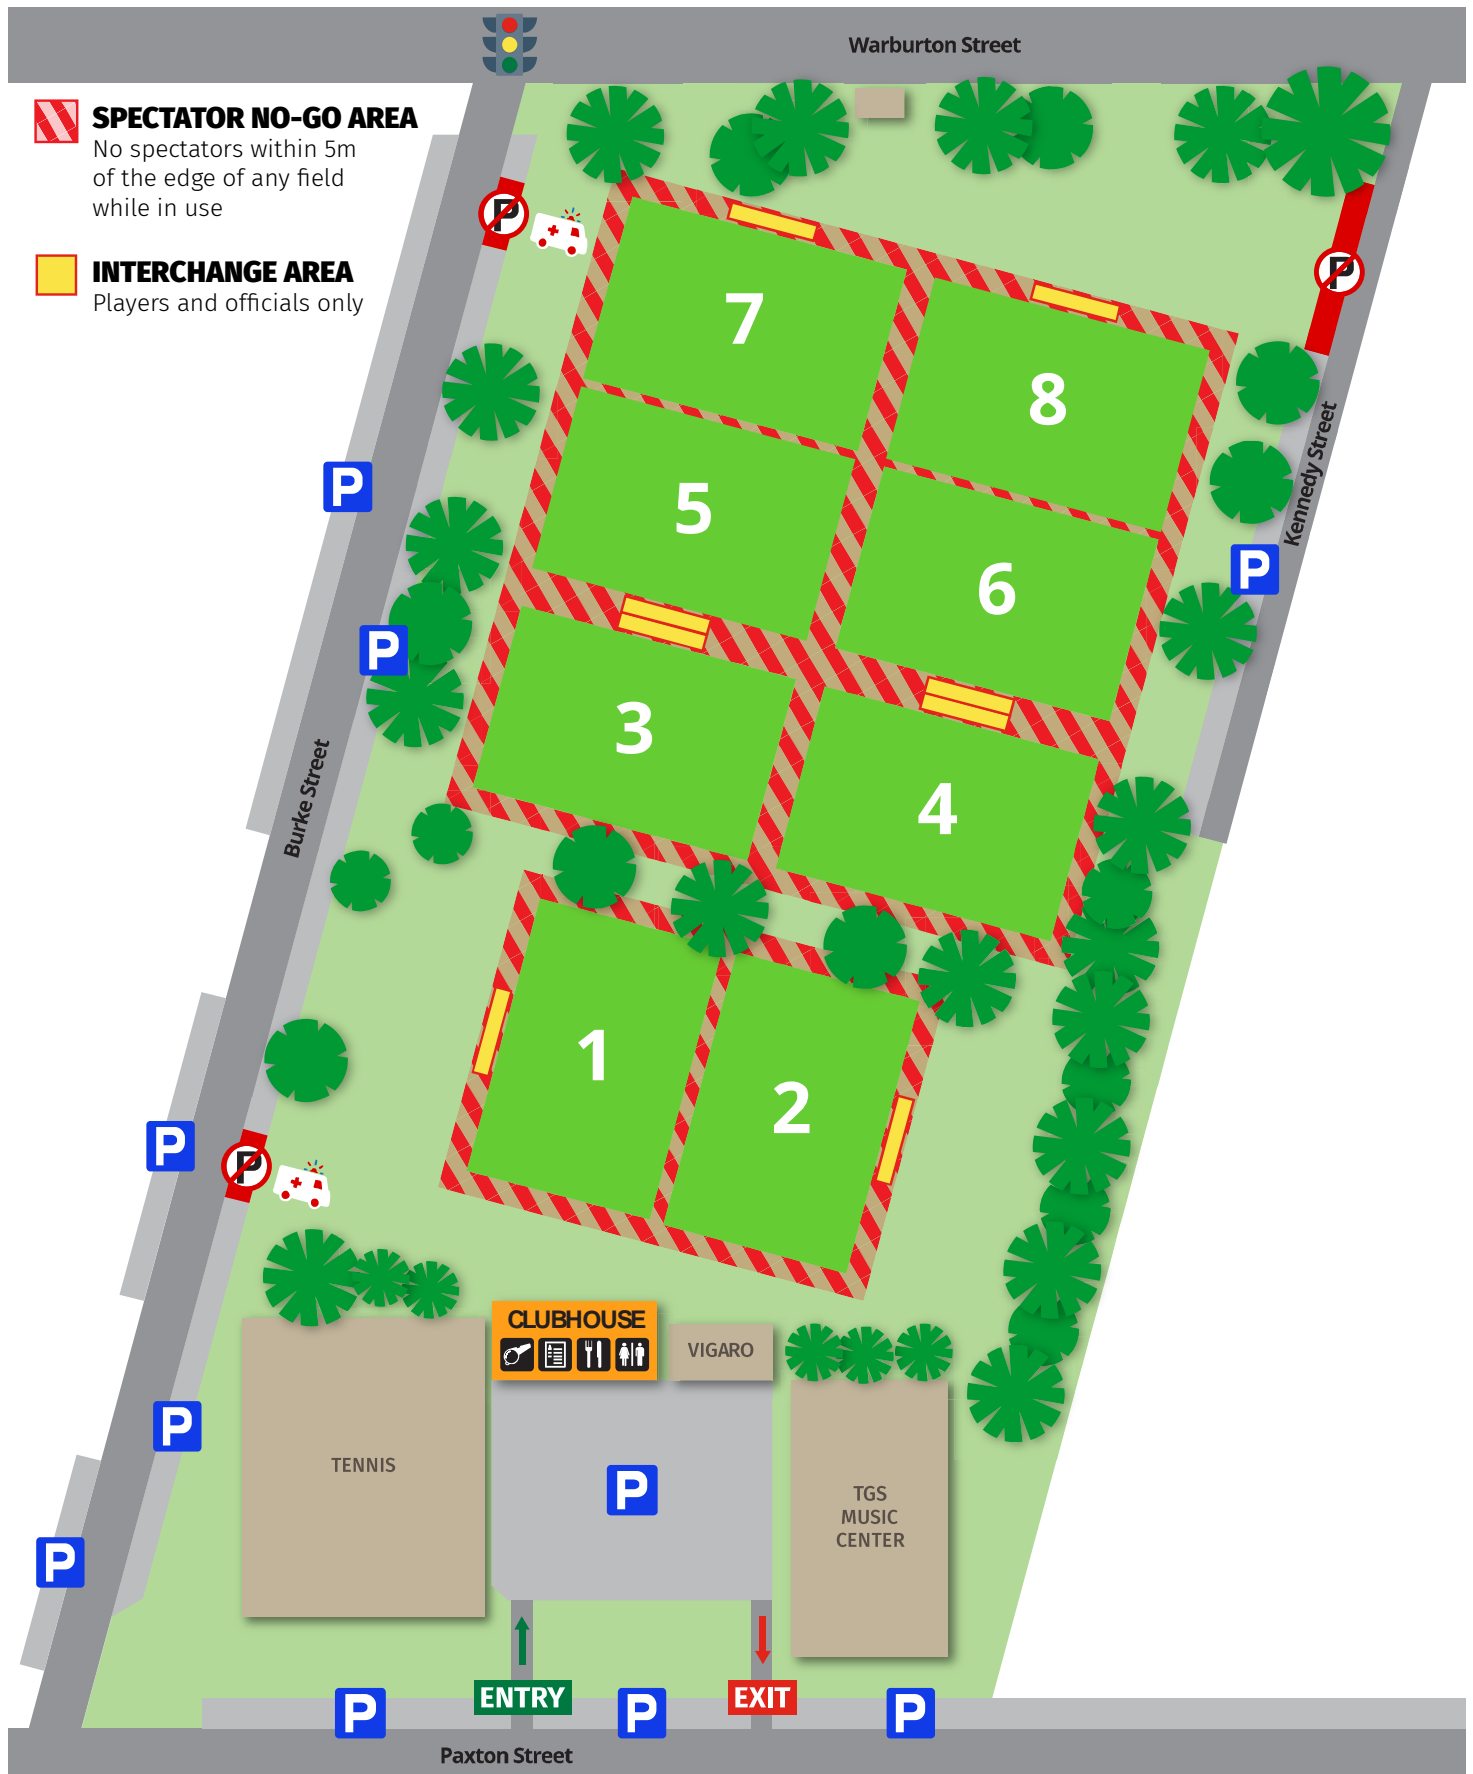 Warburton Street
SPECTATOR NO-GO AREA
No spectators within 5m
of the edge of any field
while in use
INTERCHANGE AREA
Players and officials only
P
P
7
8
Kennedy Street
P
5
P
6
P
3
Burke Street
4
1
2
P
P
CLUBHOUSE
VIGARO
P
TENNIS
P
TGS
MUSIC
CENTER
P
ENTRY
EXIT
P
P
P
Paxton Street